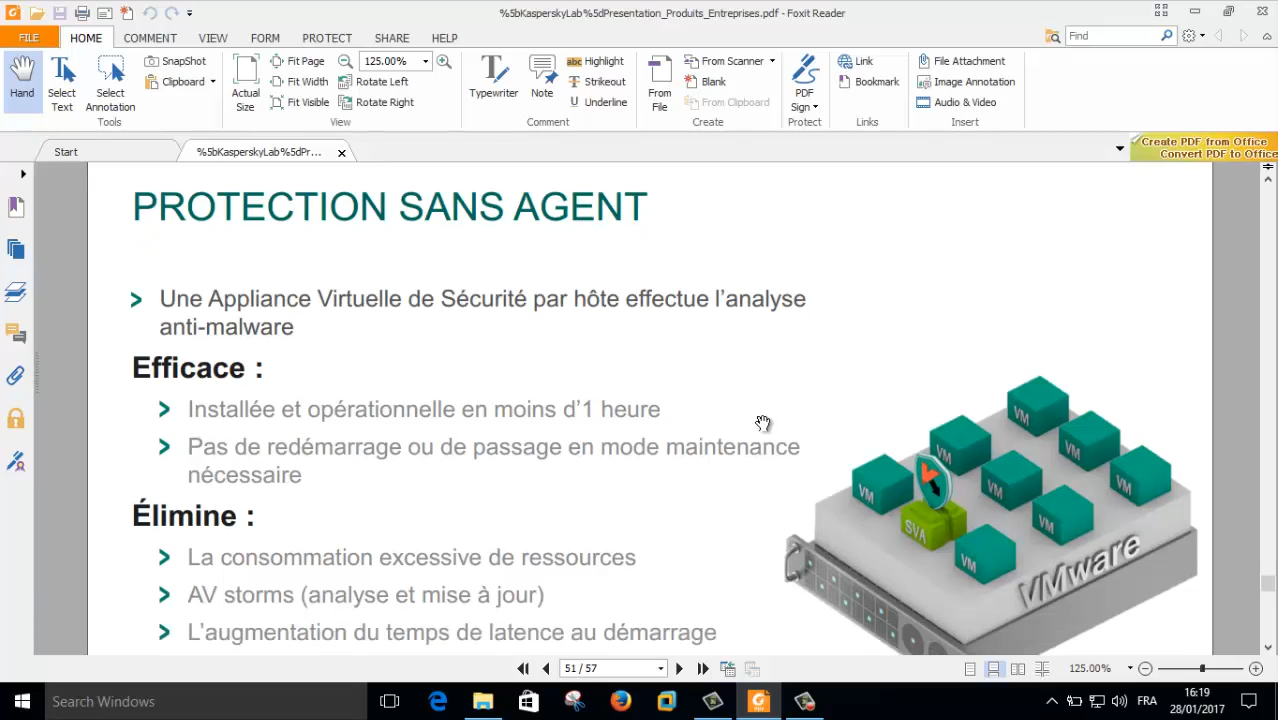 %5bKasperskyLab%5dPresentation_Produits_Entreprises.pdf - Foxit Reader
FILE HOME COMMENT VIEW FORM PROTECT SHARE HELP
Find
Hand
Select Text
Select Annotation
SnapShot
Clipboard
Tools
Actual Size
Fit Page
Fit Width
Fit Visible
125.00%
Rotate Left
Rotate Right
View
Typewriter
Note
Highlight
Strikeout
Underline
Comment
From File
From Scanner
Blank
From Clipboard
Create
PDF Sign
Protect
Link
Bookmark
Links
File Attachment
Image Annotation
Audio & Video
Insert
Start
%5bKasperskyLab%5dPr...
Create PDF from Office
Convert PDF to Office
PROTECTION SANS AGENT
Une Appliance Virtuelle de Sécurité par hôte effectue l’analyse
anti-malware
Efficace :
Installée et opérationnelle en moins d’1 heure
Pas de redémarrage ou de passage en mode maintenance
nécessaire
Élimine :
La consommation excessive de ressources
AV storms (analyse et mise à jour)
L’augmentation du temps de latence au démarrage
VM
VM
VM
VM
VM
VM
VM
SVA
VM
VMware
51 / 57
125.00%
Search Windows
FRA
16:19
28/01/2017